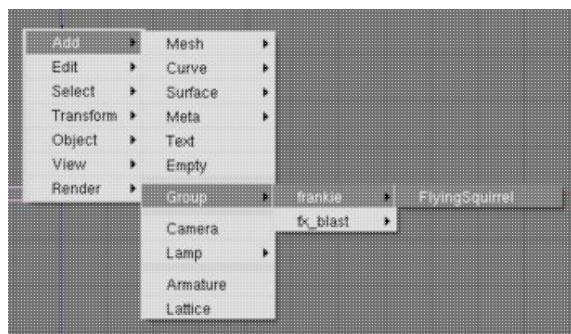 Add
Edit
Select
Transform
Object
View
Render
Mesh
Curve
Surface
Meta
Text
Empty
Group
Camera
Lamp
Armature
Lattice
frankie
fx_blast
FlyingSquirrel